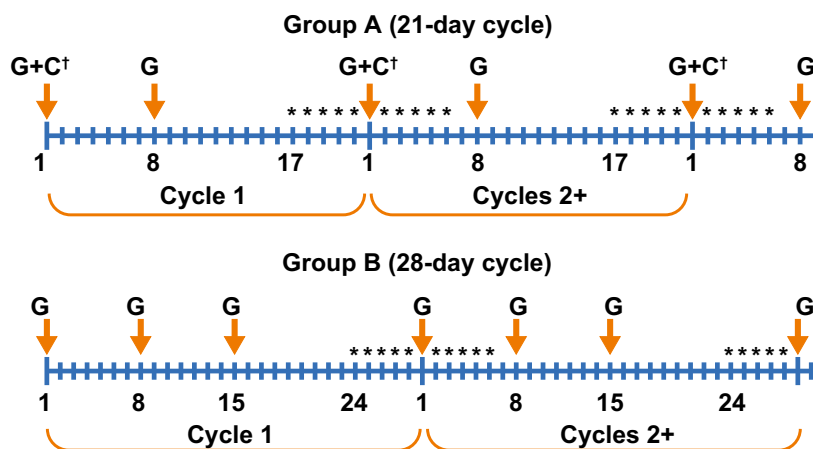 Group A (21-day cycle)
G+C† G G+C† G G+C† G
* * * * * * * * * * * * * * * * * * * *
1 8 17 1 8 17 1 8
Cycle 1 Cycles 2+
Group B (28-day cycle)
G G G G G G G
* * * * * * * * * * * * * * *
1 8 15 24 1 8 15 24
Cycle 1 Cycles 2+